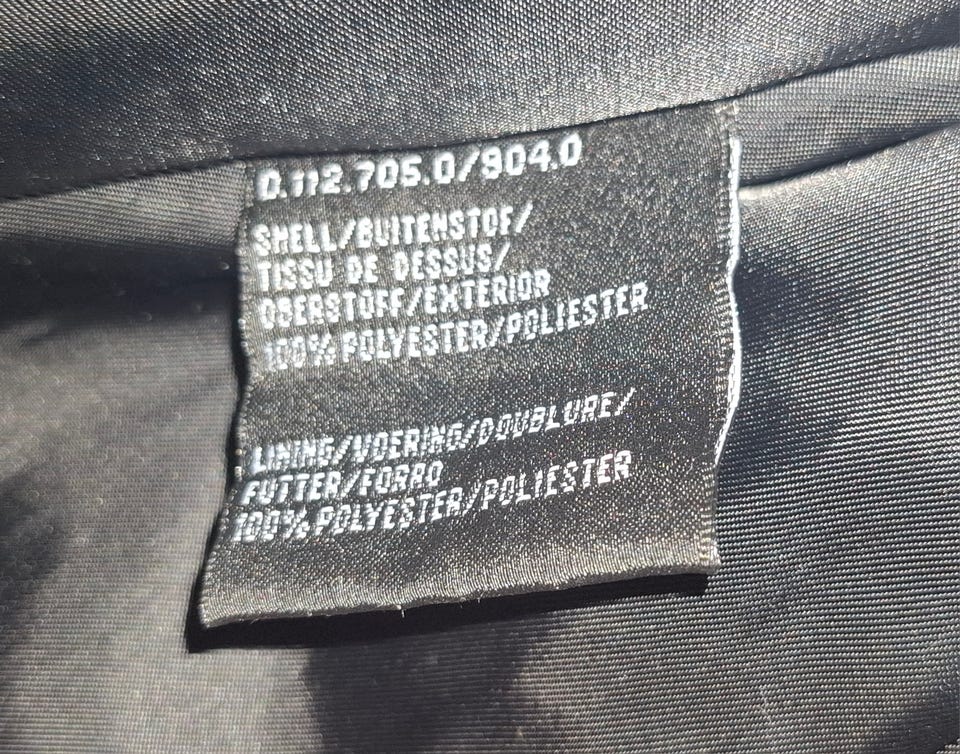 0.112.705.0/904.0
SHELL/BUITENSTOF/
TISSU DE DESSUS/
OBERSTOFF/EXTERIOR
100% POLYESTER/POLIESTER
LINING/VOERING/DOUBLURE/
FUTTER/FORRO
100% POLYESTER/POLIESTER